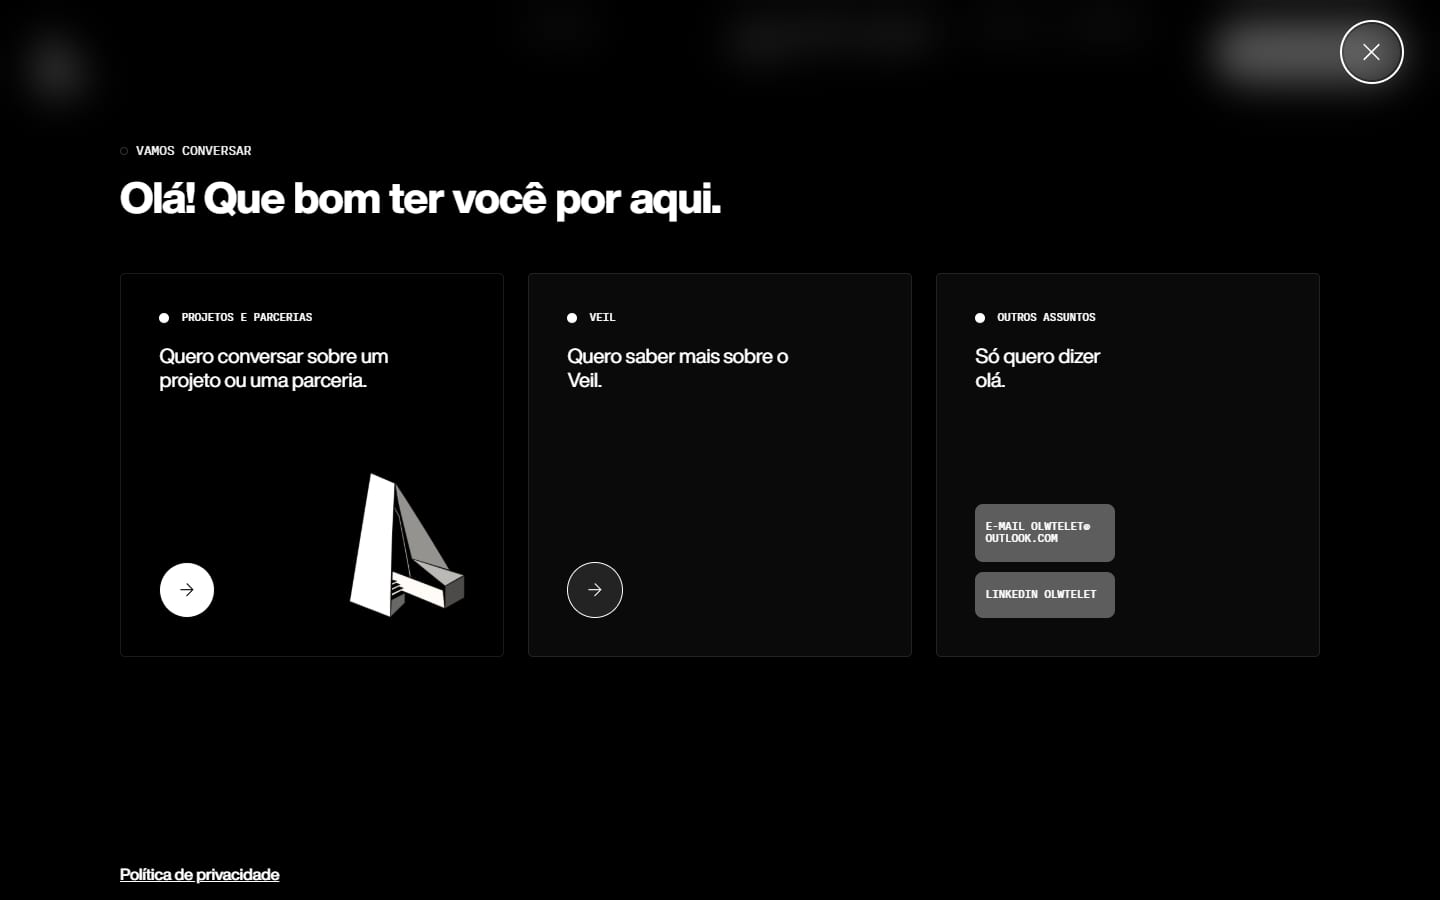 VAMOS CONVERSAR
Olá! Que bom ter você por aqui.
PROJETOS E PARCERIAS
Quero conversar sobre um
projeto ou uma parceria.
VEIL
Quero saber mais sobre o
Veil.
OUTROS ASSUNTOS
Só quero dizer
olá.
E-MAIL OLWTELET@
OUTLOOK.COM
LINKEDIN OLWTELET
Política de privacidade